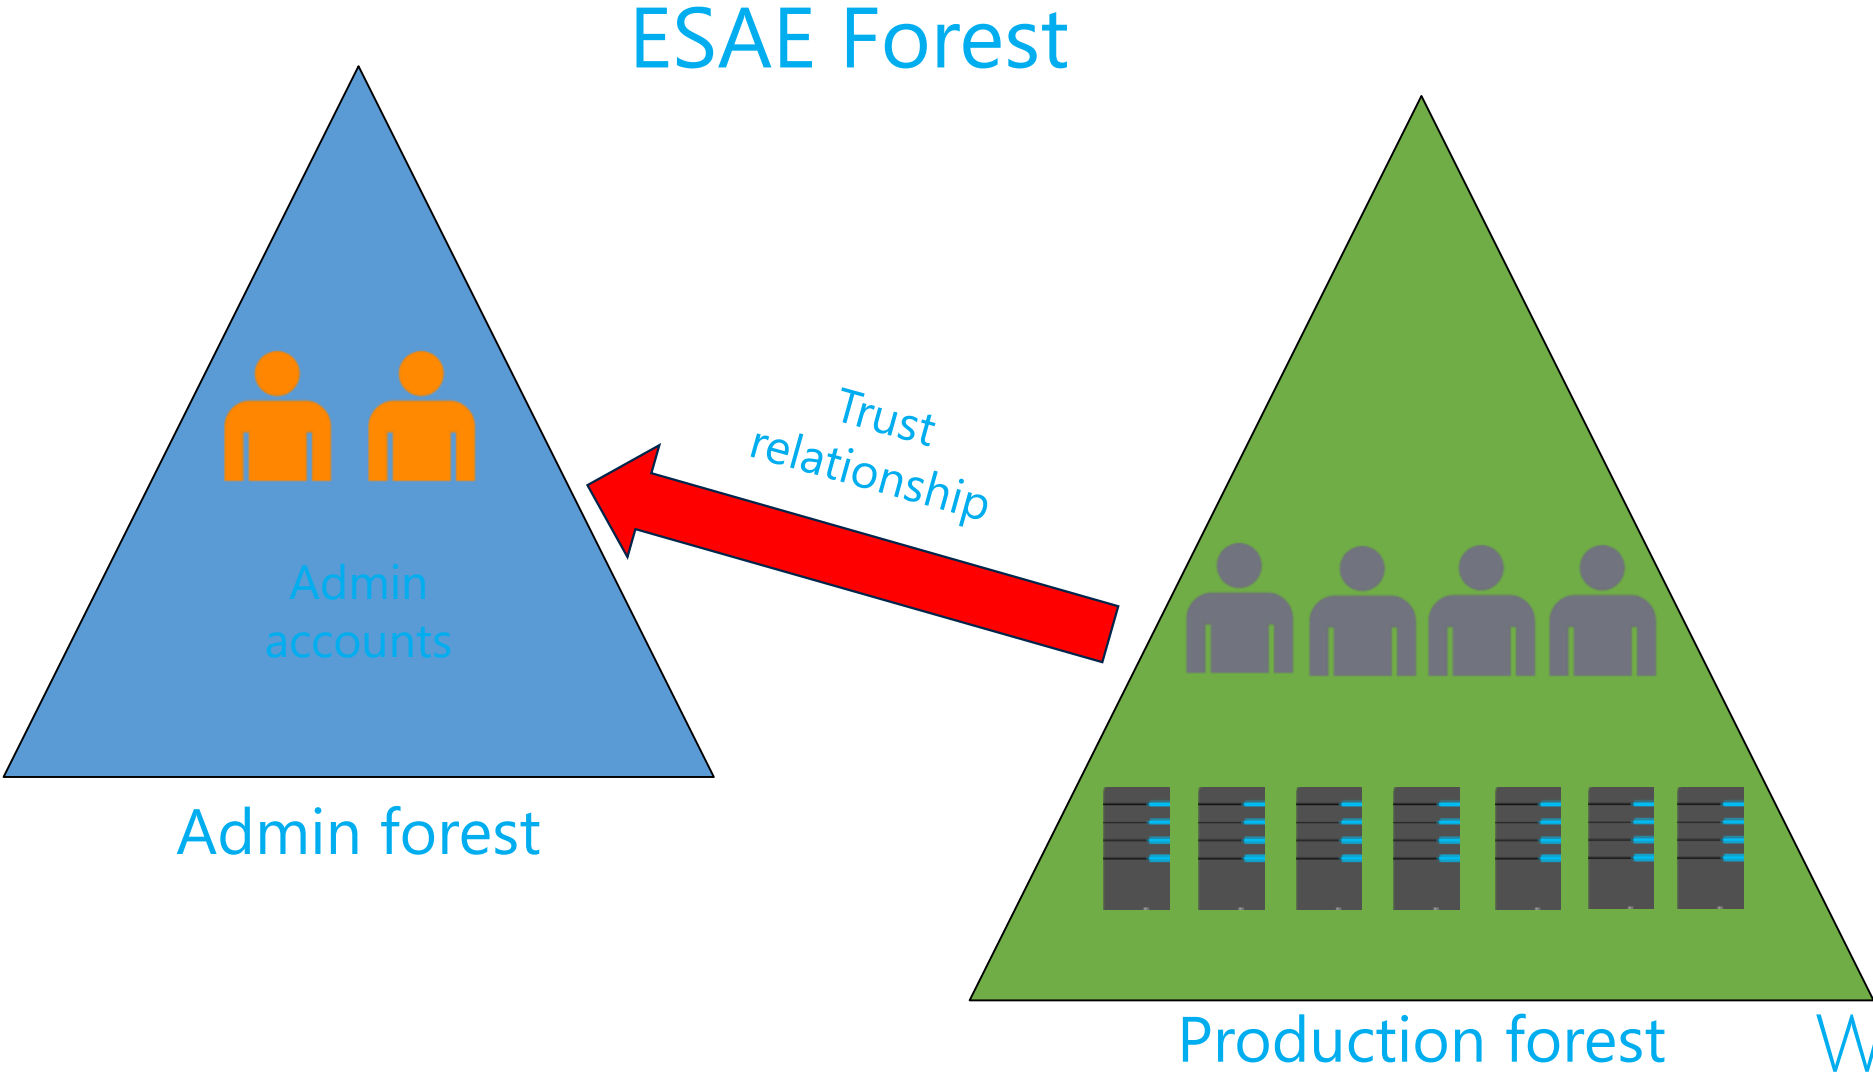 ESAE Forest
Trust
relationship
Admin
accounts
Admin forest
Production forest
W